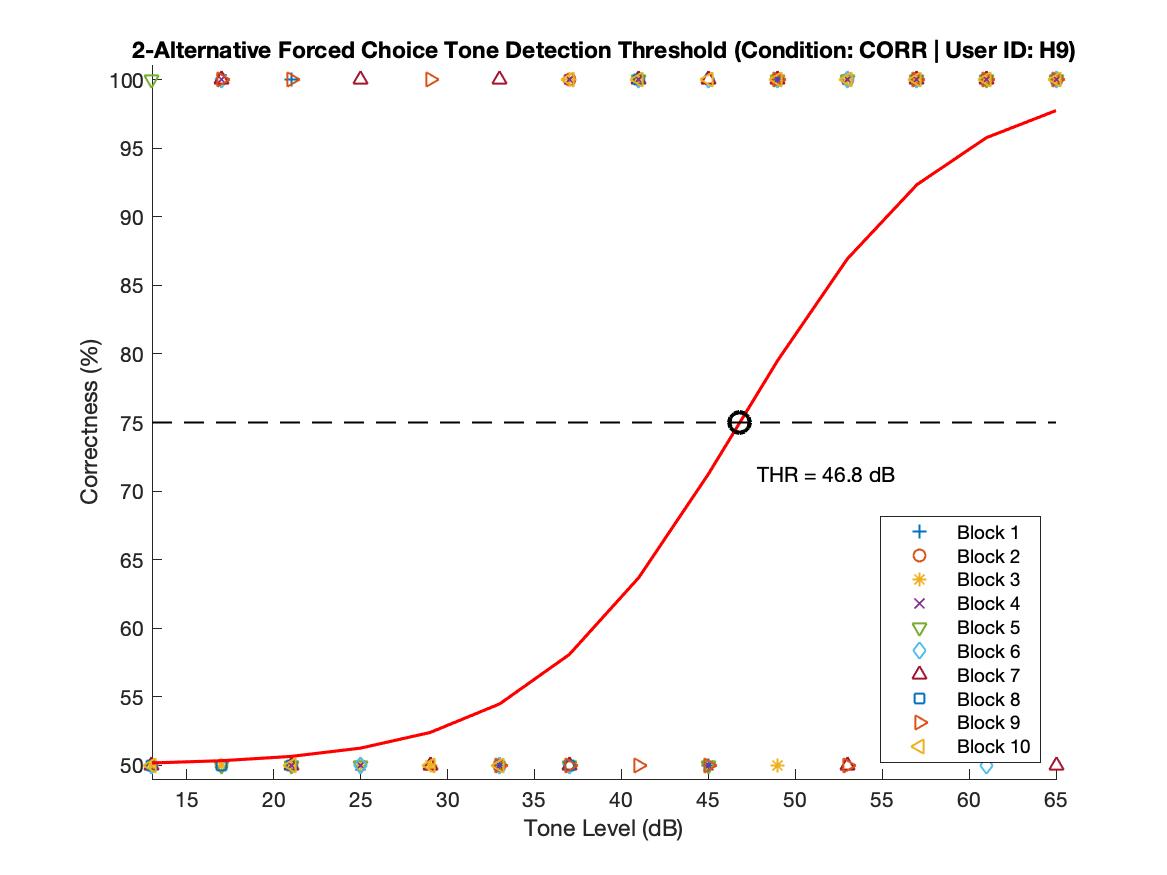 2-Alternative Forced Choice Tone Detection Threshold (Condition: CORR | User ID: H9)
100
95
90
85
80
75
70
65
60
55
50
Correctness (%)
THR = 46.8 dB
Block 1
Block 2
Block 3
Block 4
Block 5
Block 6
Block 7
Block 8
Block 9
Block 10
15 20 25 30 35 40 45 50 55 60 65
Tone Level (dB)